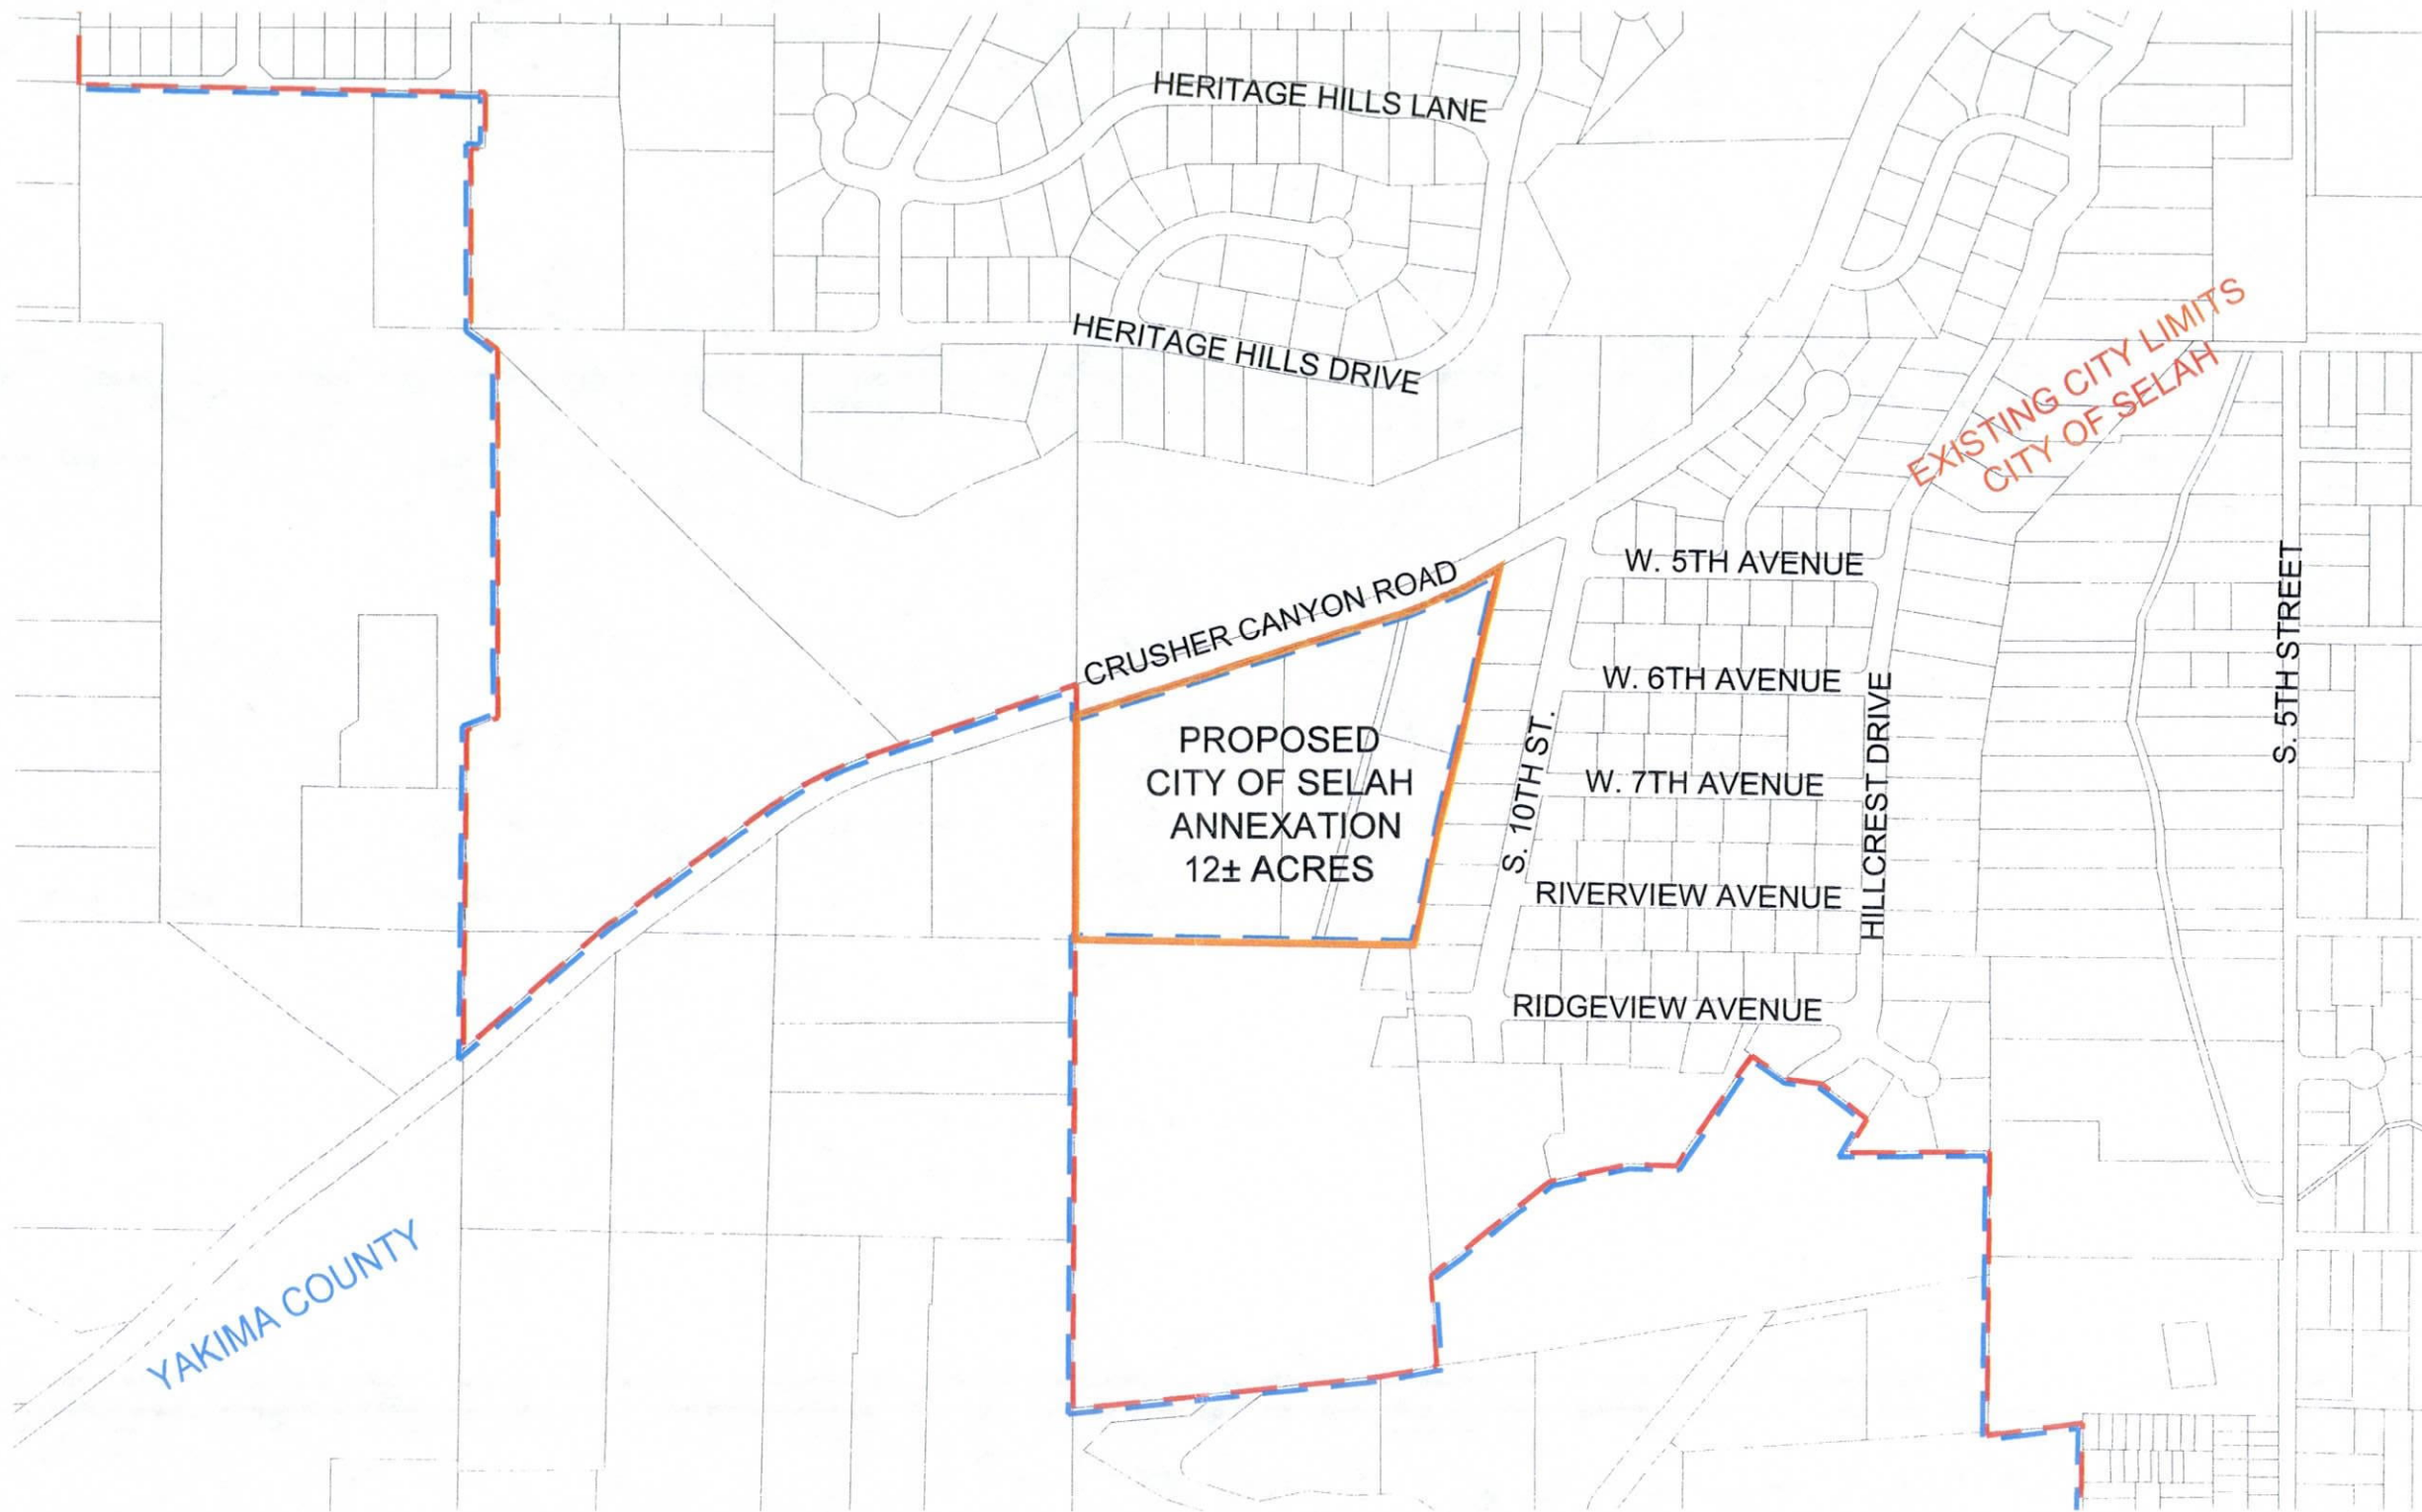 HERITAGE HILLS LANE
HERITAGE HILLS DRIVE
EXISTING CITY LIMITS
CITY OF SELAH
CRUSHER CANYON ROAD
W. 5TH AVENUE
W. 6TH AVENUE
S. 5TH STREET
PROPOSED
CITY OF SELAH
ANNEXATION
12± ACRES
S. 10TH ST.
W. 7TH AVENUE
HILLCREST DRIVE
RIVERVIEW AVENUE
RIDGEVIEW AVENUE
YAKIMA COUNTY